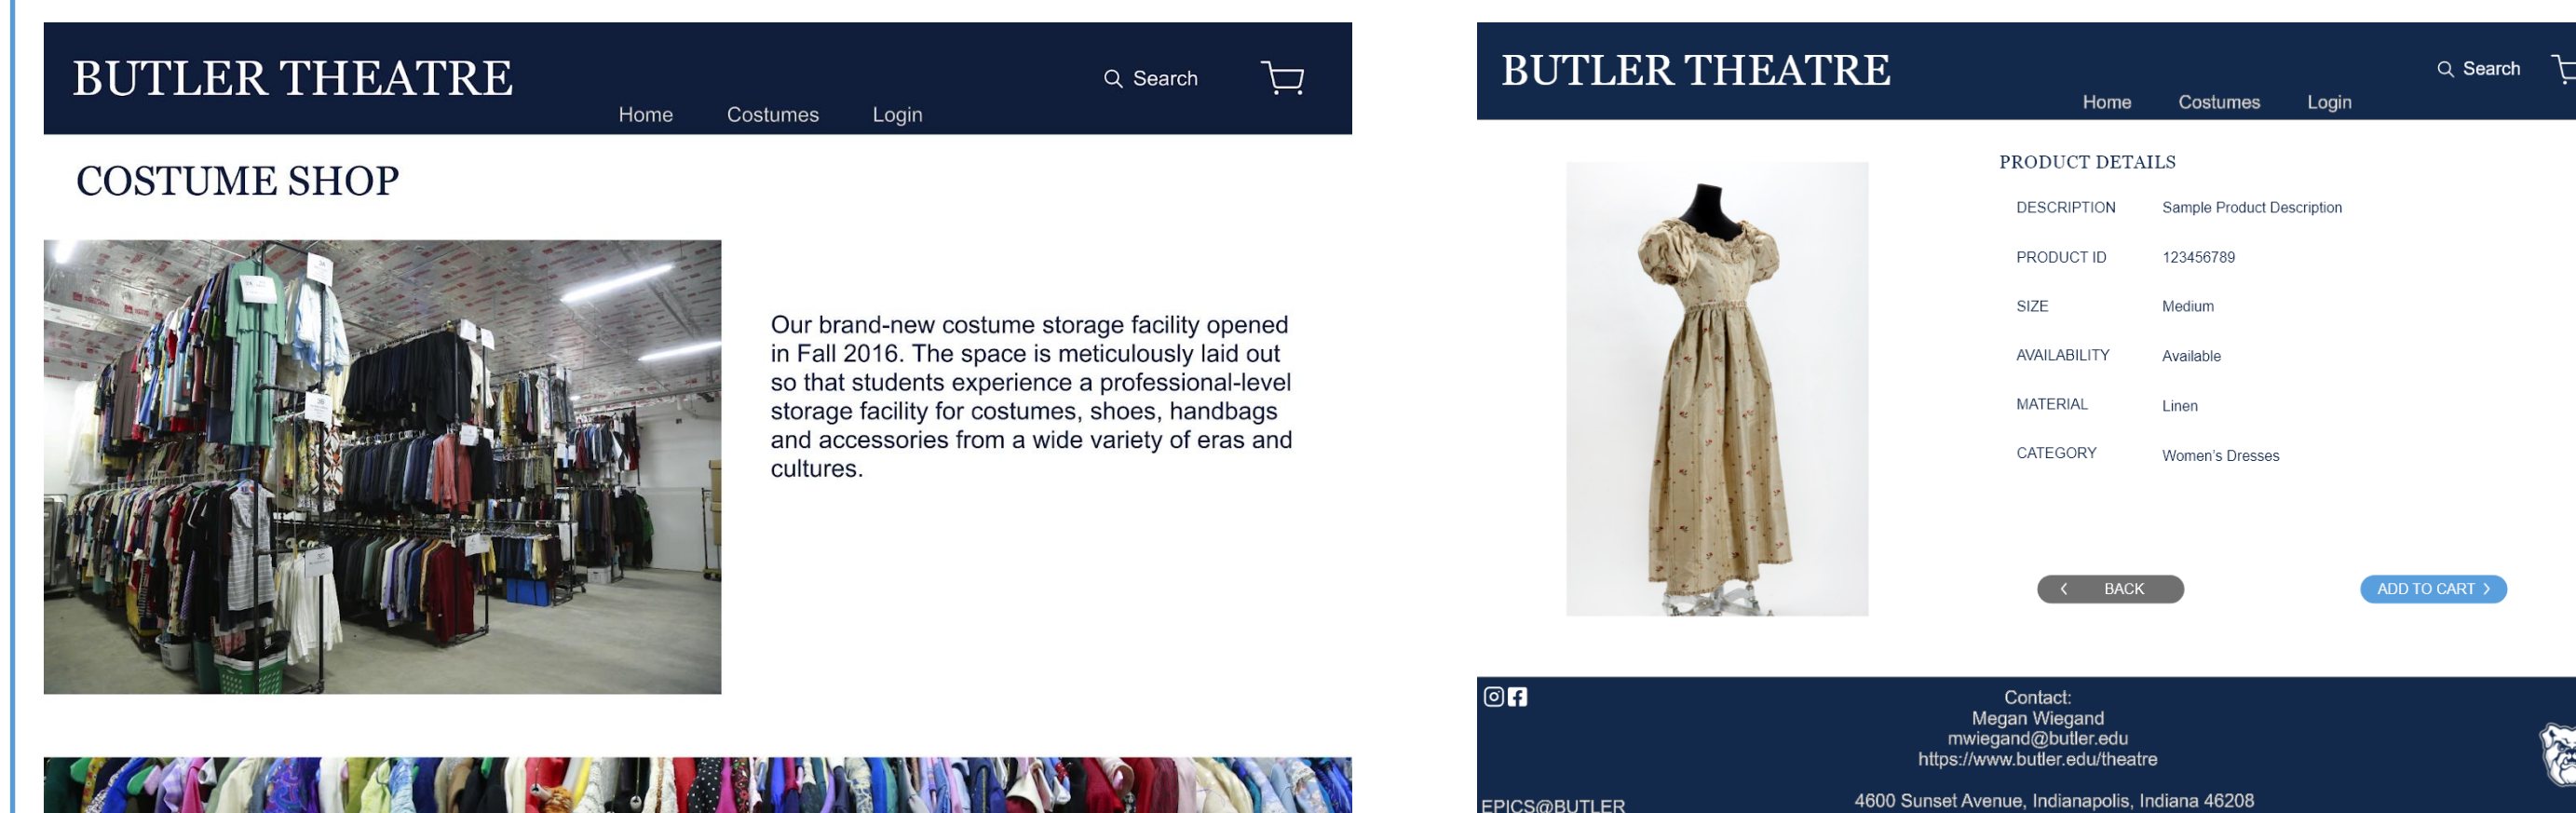 BUTLER THEATRE
Search
Home Costumes Login
COSTUME SHOP
Our brand-new costume storage facility opened
in Fall 2016. The space is meticulously laid out
so that students experience a professional-level
storage facility for costumes, shoes, handbags
and accessories from a wide variety of eras and
cultures.
BUTLER THEATRE
Search
Home Costumes Login
PRODUCT DETAILS
DESCRIPTION Sample Product Description
PRODUCT ID 123456789
SIZE Medium
AVAILABILITY Available
MATERIAL Linen
CATEGORY Women's Dresses
BACK
ADD TO CART
Contact:
Megan Wiegand
mwiegand@butler.edu
https://www.butler.edu/theatre
4600 Sunset Avenue, Indianapolis, Indiana 46208
EPICS@BUTLER